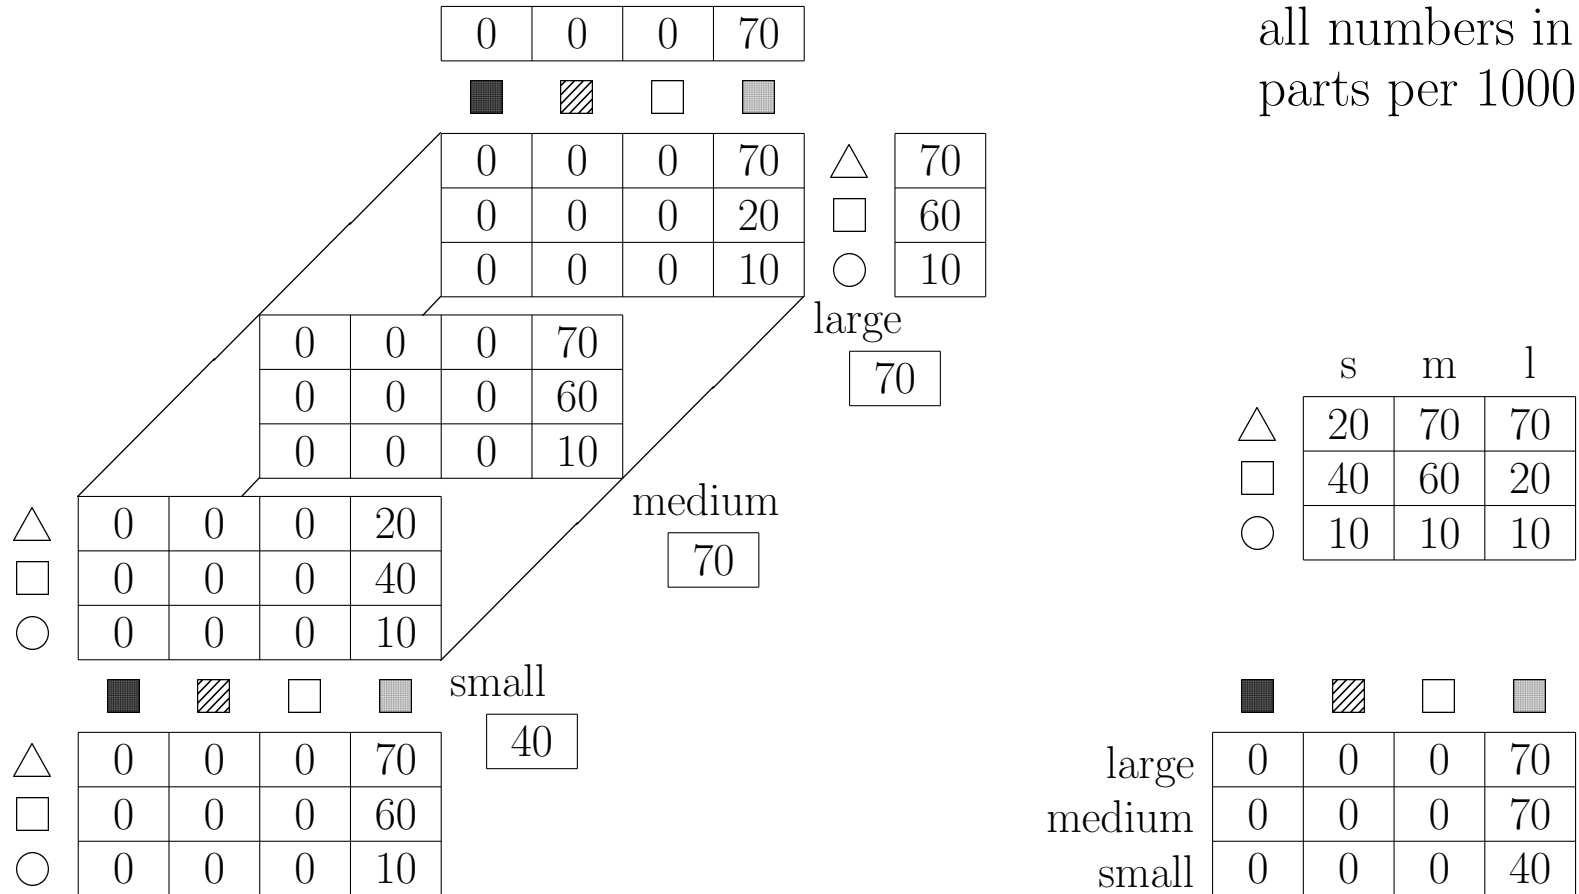 0 0 0 70
all numbers in
parts per 1000
0 0 0 70 70
0 0 0 20 60
0 0 0 10 10
large
70
0 0 0 70
0 0 0 60
0 0 0 10
medium
70
0 0 0 20
0 0 0 40
0 0 0 10
small
40
0 0 0 70
0 0 0 60
0 0 0 10
s m l
20 70 70
40 60 20
10 10 10
large 0 0 0 70
medium 0 0 0 70
small 0 0 0 40